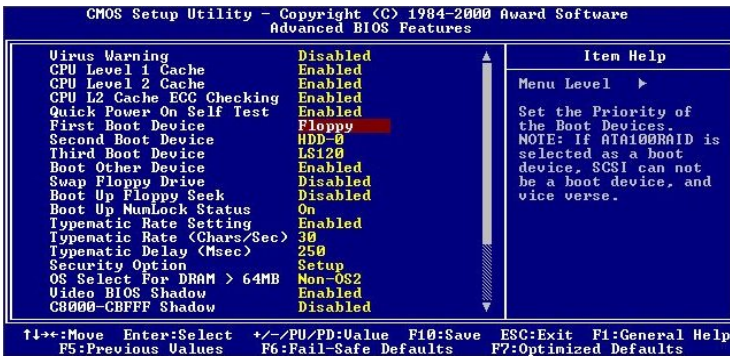 CMOS Setup Utility – Copyright (C) 1984-2000 Award Software
Advanced BIOS Features
Virus Warning Disabled
CPU Level 1 Cache Enabled
CPU Level 2 Cache Enabled
CPU L2 Cache ECC Checking Enabled
Quick Power On Self Test Enabled
First Boot Device Floppy
Second Boot Device HDD-0
Third Boot Device LS120
Boot Other Device Enabled
Swap Floppy Drive Disabled
Boot Up Floppy Seek Disabled
Boot Up NumLock Status On
Typematic Rate Setting Enabled
Typematic Rate (Chars/Sec) 30
Typematic Delay (Msec) 250
Security Option Setup
OS Select For DRAM > 64MB Non-OS2
Video BIOS Shadow Enabled
C8000-CBFFF Shadow Disabled
Item Help
Menu Level ▶
Set the Priority of
the Boot Devices.
NOTE: If ATA100RAID is
selected as a boot
device, SCSI can not
be a boot device, and
vice verse.
↑↓→←:Move Enter:Select +/-/PU/PD:Value F10:Save ESC:Exit F1:General Help
F5:Previous Values F6:Fail-Safe Defaults F7:Optimized Defaults